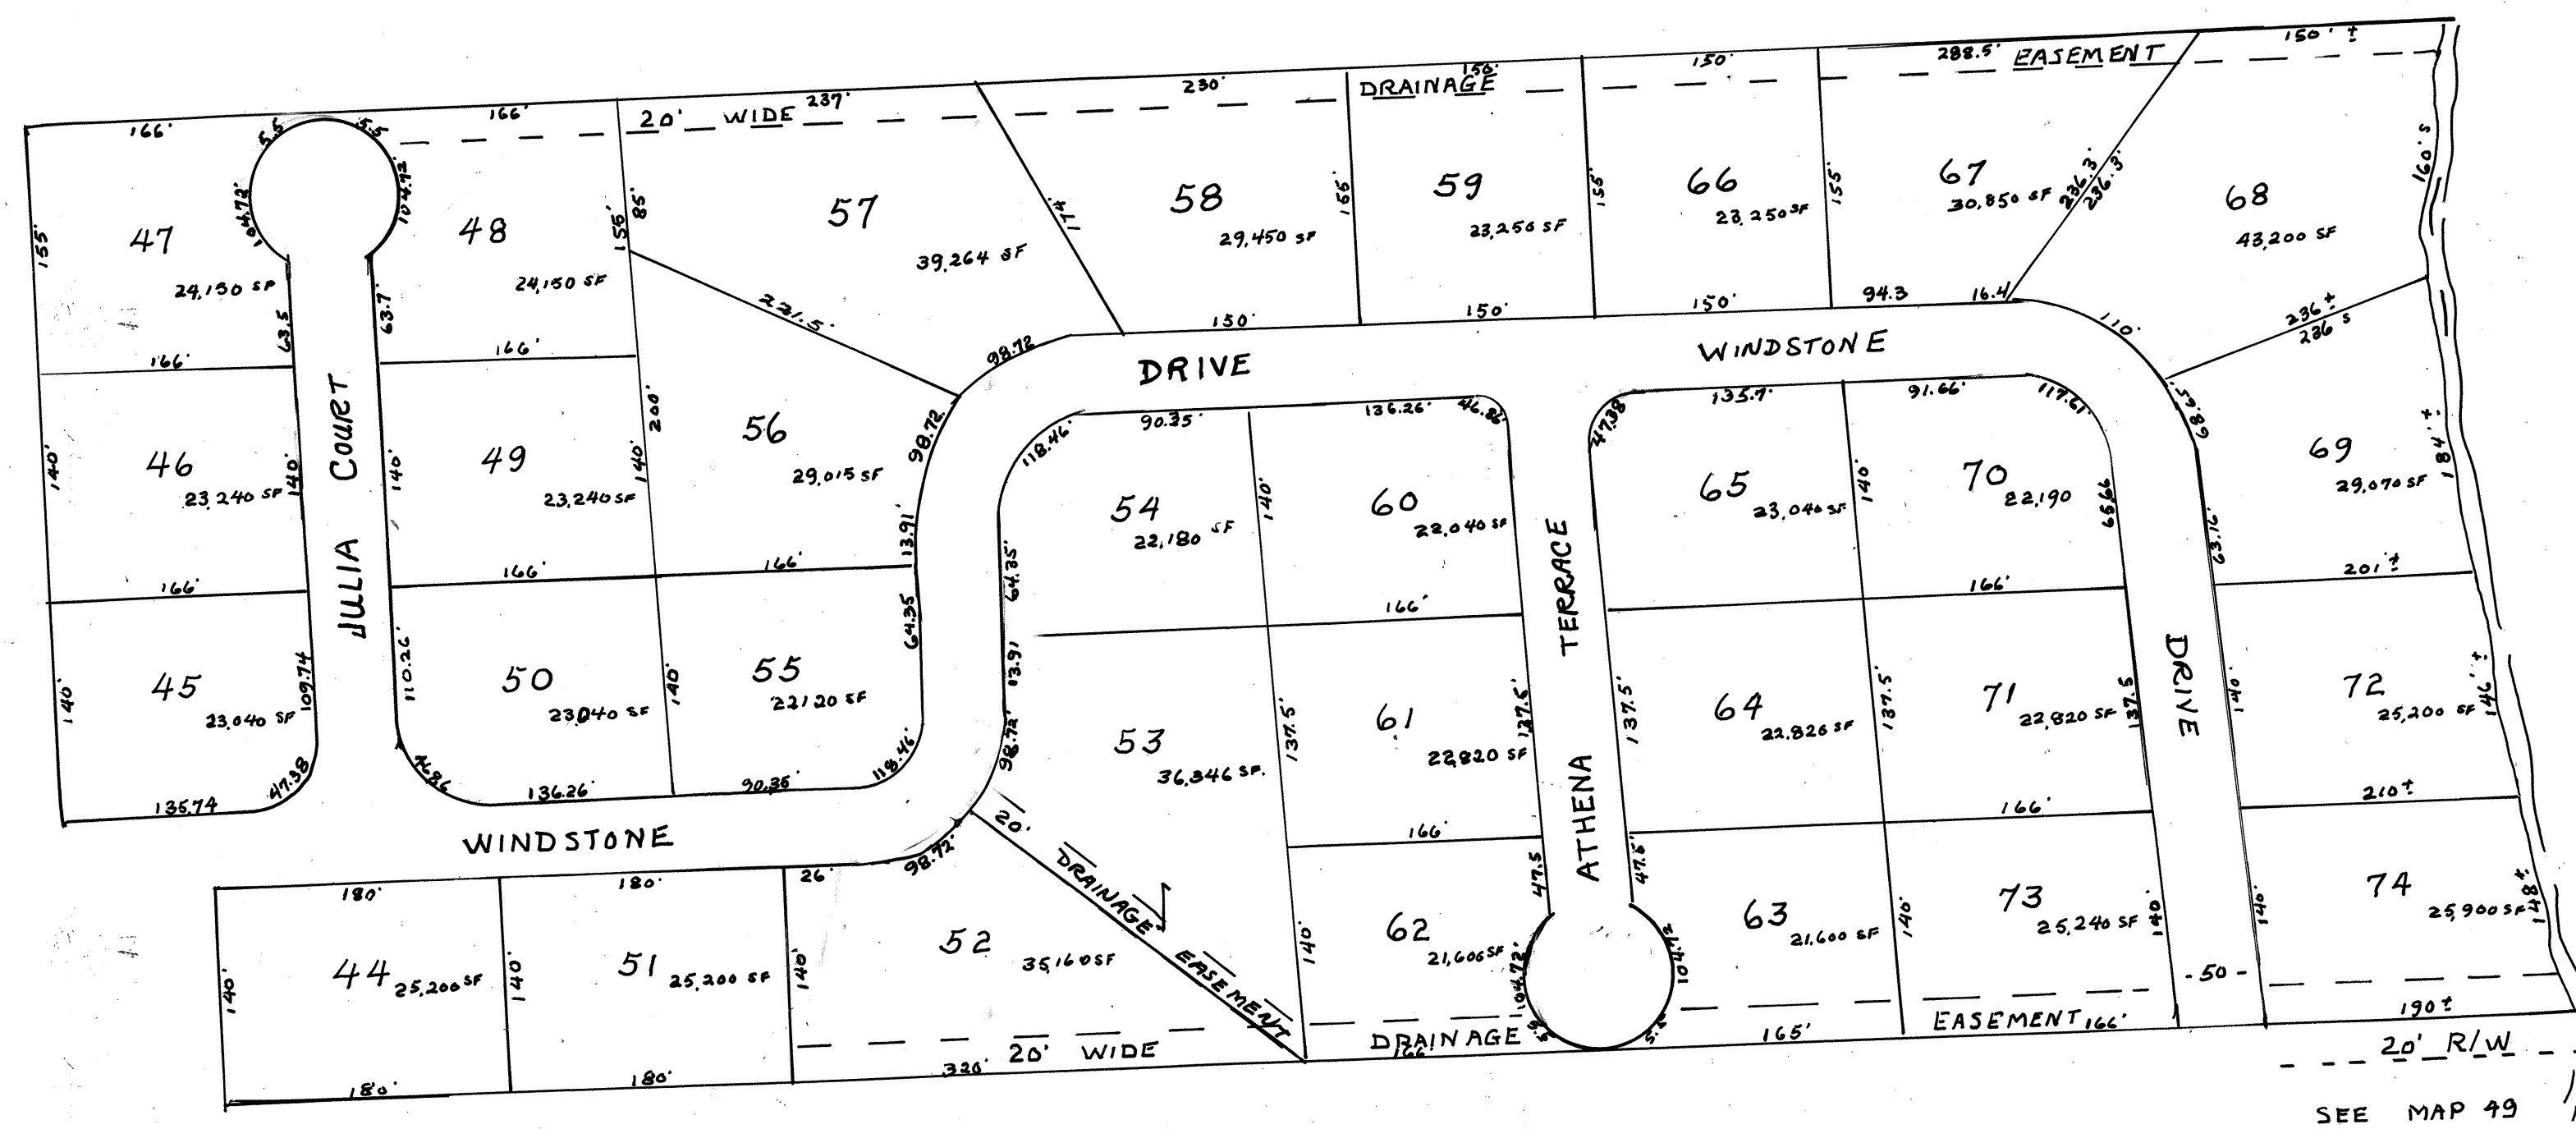 166'
5.5
5.5
166'
20' WIDE
237'
230'
DRAINAGE
150'
150'
288.5'
EASEMENT
150' ±
155'
47
24,150 SF
104.72'
104.72'
63.5
63.7'
48
24,150 SF
155'
85'
57
39,264 SF
174'
58
29,450 SF
155'
59
23,250 SF
155'
66
23,250 SF
155'
67
30,850 SF
236.3'
236.3'
68
43,200 SF
160' S
221.5'
166'
166'
98.72
150'
150'
150'
94.3
16.4
110'
236 ±
236 S
DRIVE
WINDSTONE
140'
46
23,240 SF
140'
JULIA COURT
140'
49
23,240 SF
140'
200'
56
29,015 SF
98.72
13.91'
118.46'
90.35'
54
22,180 SF
64.35'
140'
136.26'
46.86'
60
22,040 SF
47.38
135.7'
65
23,040 SF
140'
91.66'
117.61'
70
22,190
65.66
59.89
63.16'
69
29,070 SF
184' ±
166'
166'
166'
166'
166'
201' ±
140'
45
23,040 SF
109.74
47.38
135.74
110.26'
46.86
50
23,040 SF
136.26'
140'
55
22120 SF
64.35
118.46'
90.35'
13.91
98.72'
53
36,346 SF.
137.5'
61
22,820 SF
137.5'
ATHENA TERRACE
137.5'
64
22,826 SF
137.5'
71
22,820 SF
137.5
DRIVE
140'
72
25,200 SF
146' ±
WINDSTONE
98.72'
20'
DRAINAGE EASEMENT
166'
166'
210 ±
180'
180'
26'
140'
44
25,200 SF
140'
51
25,200 SF
140'
52
35,160 SF
140'
62
21,606 SF
47.5
104.72'
47.5'
104.72
63
21,600 SF
140'
73
25,240 SF
140'
140'
74
25,900 SF
148' ±
- 50 -
180'
180'
320'
20' WIDE
DRAINAGE
166'
5.5
165'
EASEMENT
166'
190 ±
20' R/W
SEE MAP 49